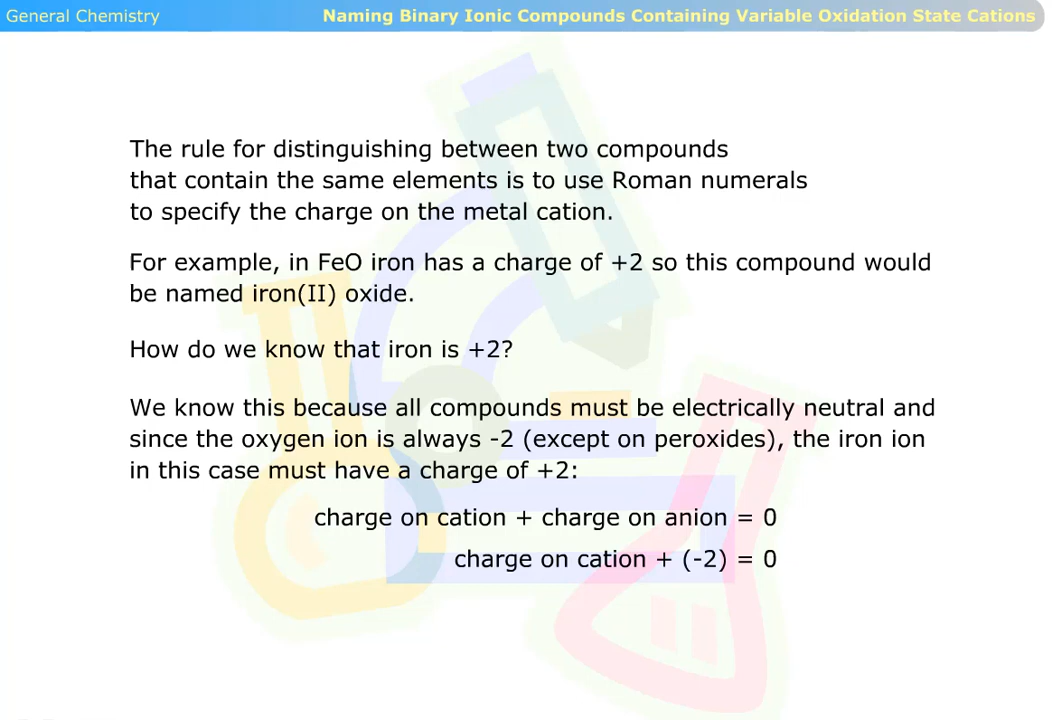 General Chemistry
Naming Binary Ionic Compounds Containing Variable Oxidation State Cations
The rule for distinguishing between two compounds
that contain the same elements is to use Roman numerals
to specify the charge on the metal cation.
For example, in FeO iron has a charge of +2 so this compound would
be named iron(II) oxide.
How do we know that iron is +2?
We know this because all compounds must be electrically neutral and
since the oxygen ion is always -2 (except on peroxides), the iron ion
in this case must have a charge of +2:
charge on cation + charge on anion = 0
charge on cation + (-2) = 0